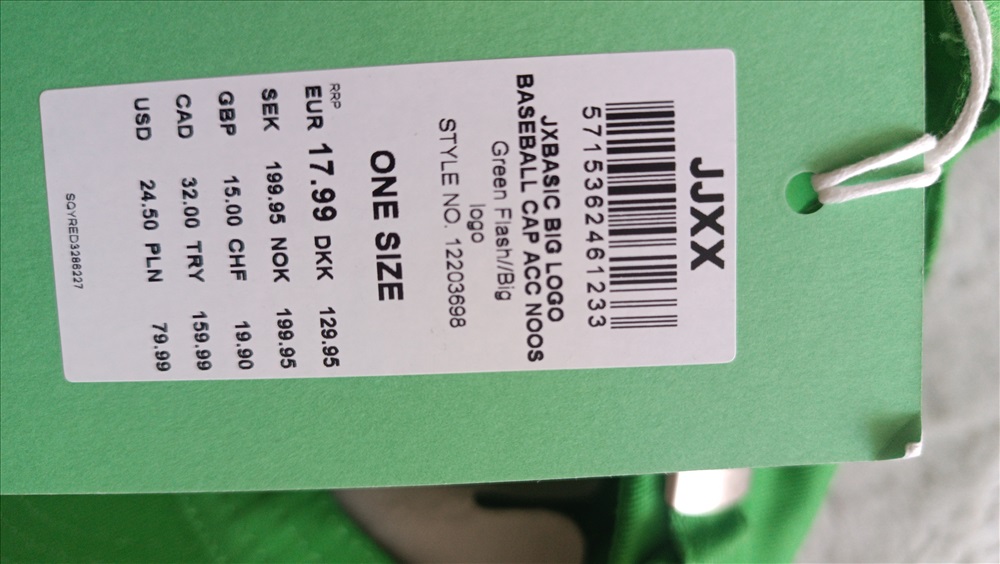 JJXX
5715362461233
JXBASIC BIG LOGO
BASEBALL CAP ACC NOOS
Green Flash//Big
logo
STYLE NO. 12203698
ONE SIZE
RRP
EUR 17.99 DKK 129.95
SEK 199.95 NOK 199.95
GBP 15.00 CHF 19.90
CAD 32.00 TRY 159.99
USD 24.50 PLN 79.99
SQYRED3286227